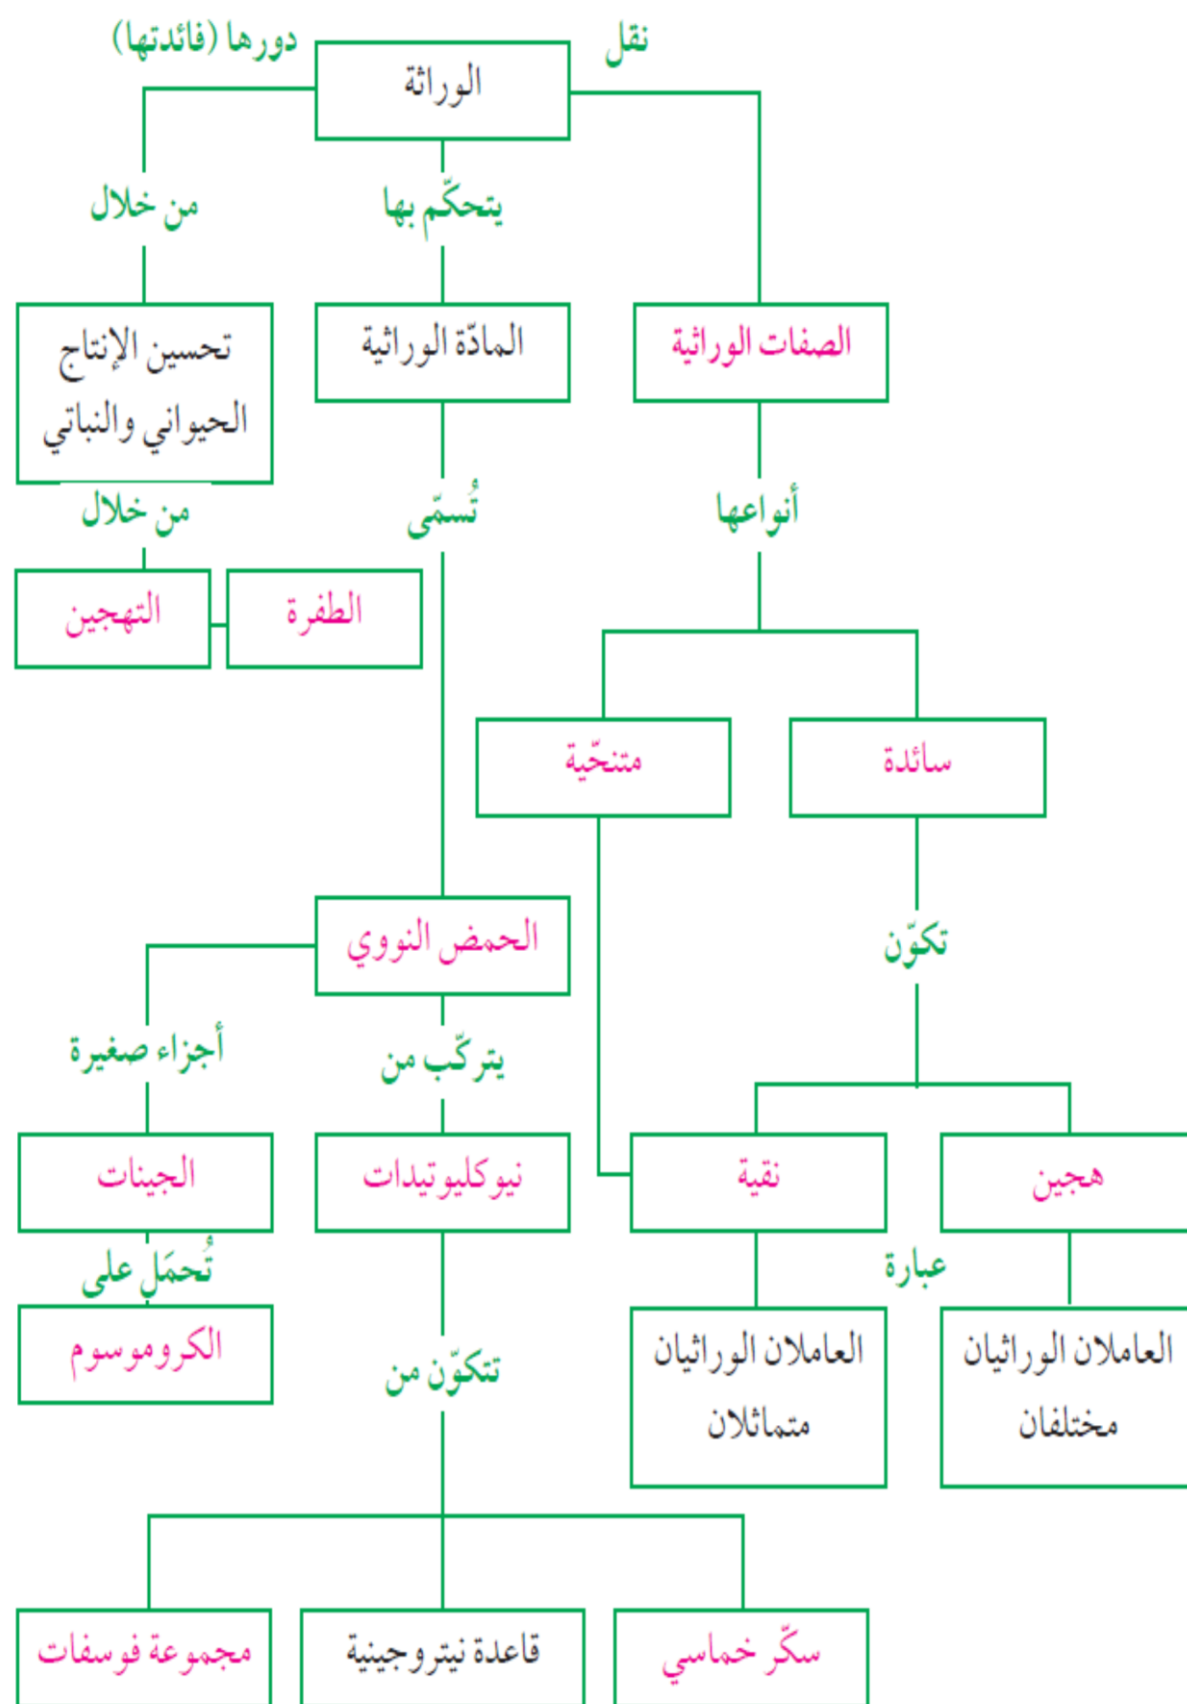 نقل
دورها (فائدتها)
الوراثة
يتحكّم بها
من خلال
الصفات الوراثية
المادّة الوراثية
تحسين الإنتاج
الحيواني والنباتي
أنواعها
تُسمّى
من خلال
الطفرة
التهجين
سائدة
متنحّية
تكوّن
الحمض النووي
يتركّب من
أجزاء صغيرة
هجين
نقية
نيوكليوتيدات
الجينات
عبارة
تُحمَل على
العاملان الوراثيان
مختلفان
العاملان الوراثيان
متماثلان
الكروموسوم
تتكوّن من
سكّر خماسي
قاعدة نيتروجينية
مجموعة فوسفات